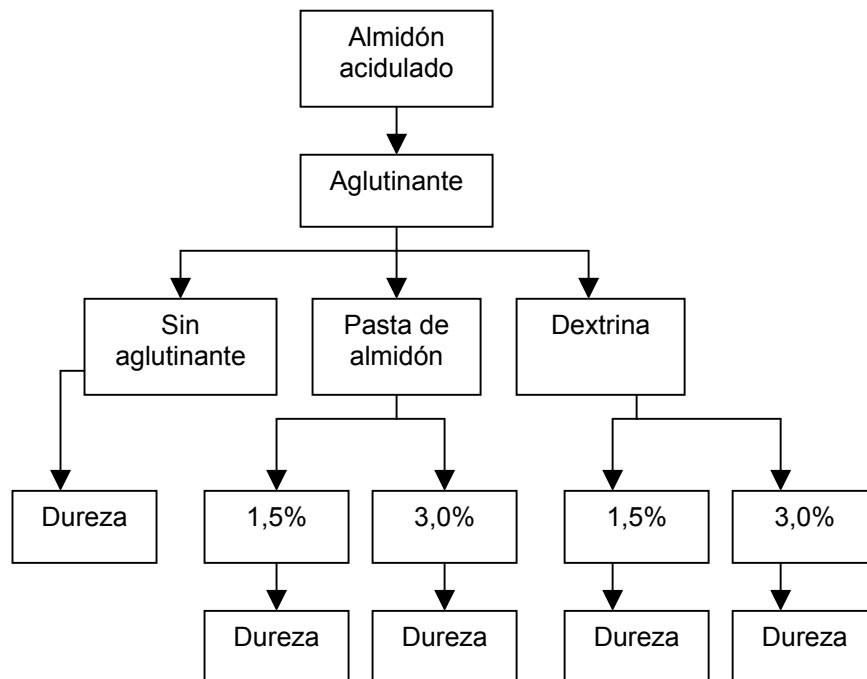 Almidón
acidulado
Aglutinante
Sin
aglutinante
Pasta de
almidón
Dextrina
Dureza
1,5%
3,0%
1,5%
3,0%
Dureza
Dureza
Dureza
Dureza